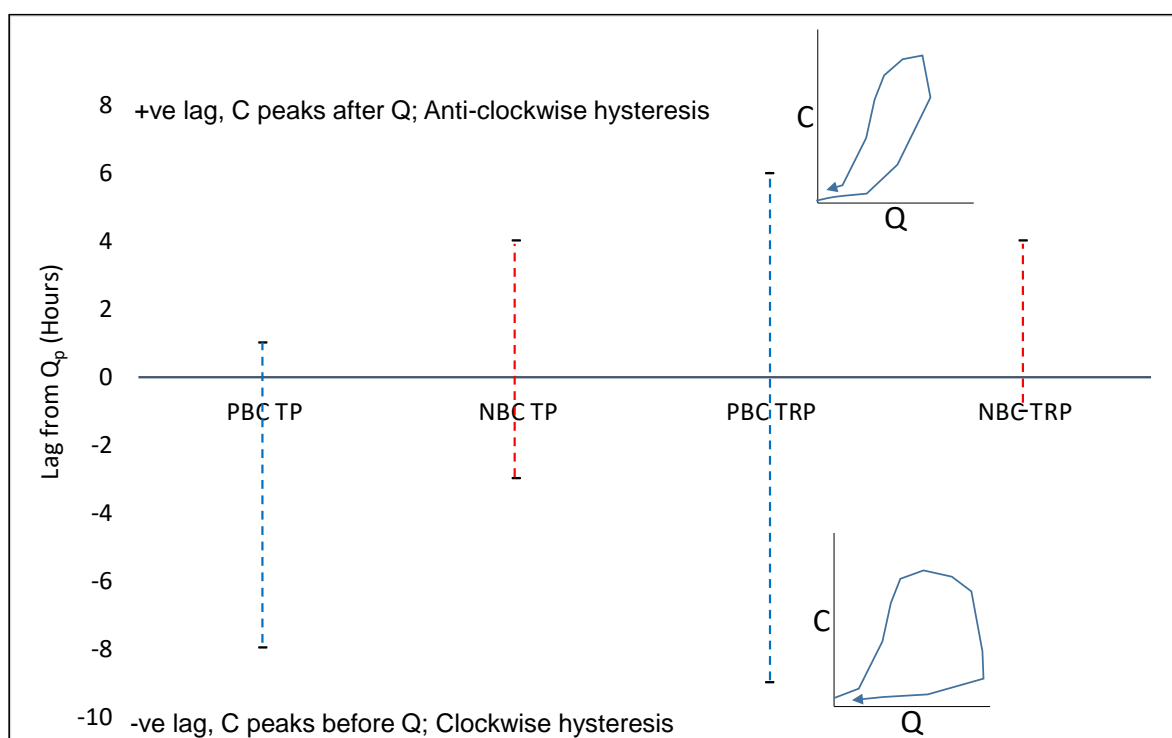 8
+ve lag, C peaks after Q; Anti-clockwise hysteresis
C
Q
6
4
2
0
-2
-4
-6
-8
-10
Lag from Qp (Hours)
PBC TP
NBC TP
PBC TRP
NBC TRP
C
Q
-ve lag, C peaks before Q; Clockwise hysteresis